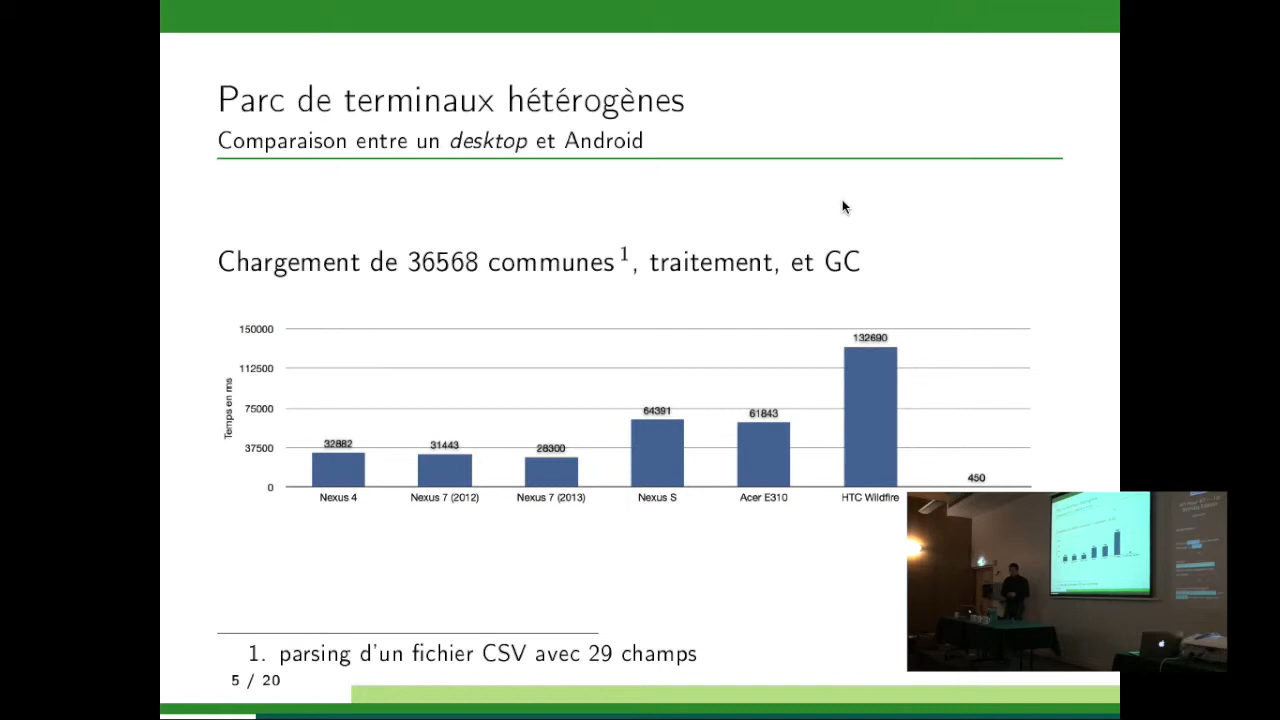 Parc de terminaux hétérogènes
Comparaison entre un desktop et Android
Chargement de 36568 communes 1, traitement, et GC
150000
112500
75000
37500
0
Temps en ms
32882
31443
28300
64391
61843
132690
450
Nexus 4
Nexus 7 (2012)
Nexus 7 (2013)
Nexus S
Acer E310
HTC Wildfire
1. parsing d'un fichier CSV avec 29 champs
5 / 20